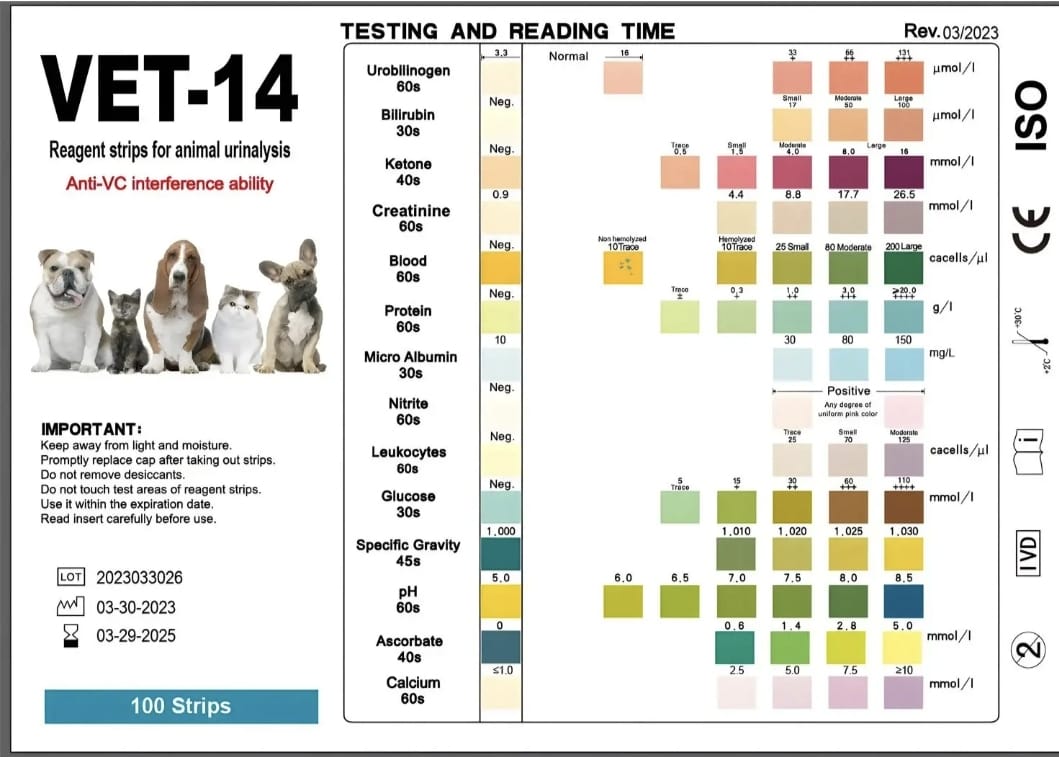 TESTING AND READING TIME
Rev. 03/2023
VET-14
Reagent strips for animal urinalysis
Anti-VC interference ability
IMPORTANT:
Keep away from light and moisture.
Promptly replace cap after taking out strips.
Do not remove desiccants.
Do not touch test areas of reagent strips.
Use it within the expiration date.
Read insert carefully before use.
LOT 2023033026
03-30-2023
03-29-2025
100 Strips
3.3 Normal 16 33 66 131
+ ++ +++
Urobilinogen μmol/l
60s
Neg. Small Moderate Large
17 50 100
Bilirubin μmol/l
30s
Neg. Trace Small Moderate Large
0.5 1.5 4.0 8.0 16
Ketone mmol/l
40s
0.9 4.4 8.8 17.7 26.5
Creatinine mmol/l
60s
Neg. Non hemolyzed Hemolyzed
10Trace 10Trace 25 Small 80 Moderate 200 Large
Blood cacells/μl
60s
Neg. Trace 0.3 1.0 3.0 ≥20.0
± + ++ +++ ++++
Protein g/l
60s
10 30 80 150
Micro Albumin mg/L
30s
Neg. Positive
Any degree of
uniform pink color
Nitrite
60s
Neg. Trace Small Moderate
25 70 125
Leukocytes cacells/μl
60s
Neg. 5 15 30 60 110
Trace + ++ +++ ++++
Glucose mmol/l
30s
1.000 1.010 1.020 1.025 1.030
Specific Gravity
45s
5.0 6.0 6.5 7.0 7.5 8.0 8.5
pH
60s
0 0.6 1.4 2.8 5.0
Ascorbate mmol/l
40s
≤1.0 2.5 5.0 7.5 ≥10
Calcium mmol/l
60s
ISO
CE
+30°C
+2°C
i
IVD
2